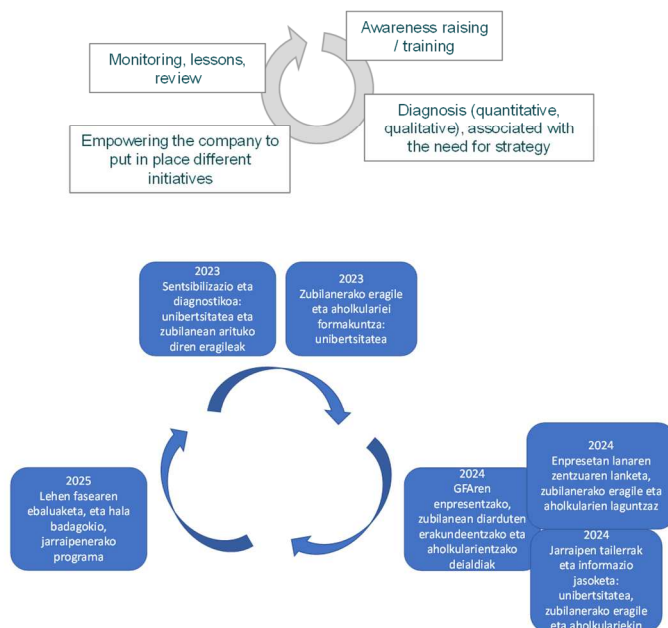 Awareness raising
/ training
Monitoring, lessons,
review
Diagnosis (quantitative,
qualitative), associated with
the need for strategy
Empowering the company to
put in place different
initiatives
2023
Sentsibilizazio eta
diagnostikoa:
unibertsitatea eta
zubilanean arituko
diren eragileak
2023
Zubilanerako eragile
eta aholkulariei
formakuntza:
unibertsitatea
2024
Enpresetan lanaren
zentzuaren lanketa,
zubilanerako eragile eta
aholkularien laguntzaz
2024
GFAren
enpresentzako,
zubilanean diarduten
erakundeentzako eta
aholkularientzako
deialdiak
2024
Jarraipen tailerrak
eta informazio
jasoketa:
unibertsitatea,
zubilanerako eragile
eta aholkulariekin
2025
Lehen fasearen
ebaluaketa, eta hala
badagokio,
jarraipenerako
programa